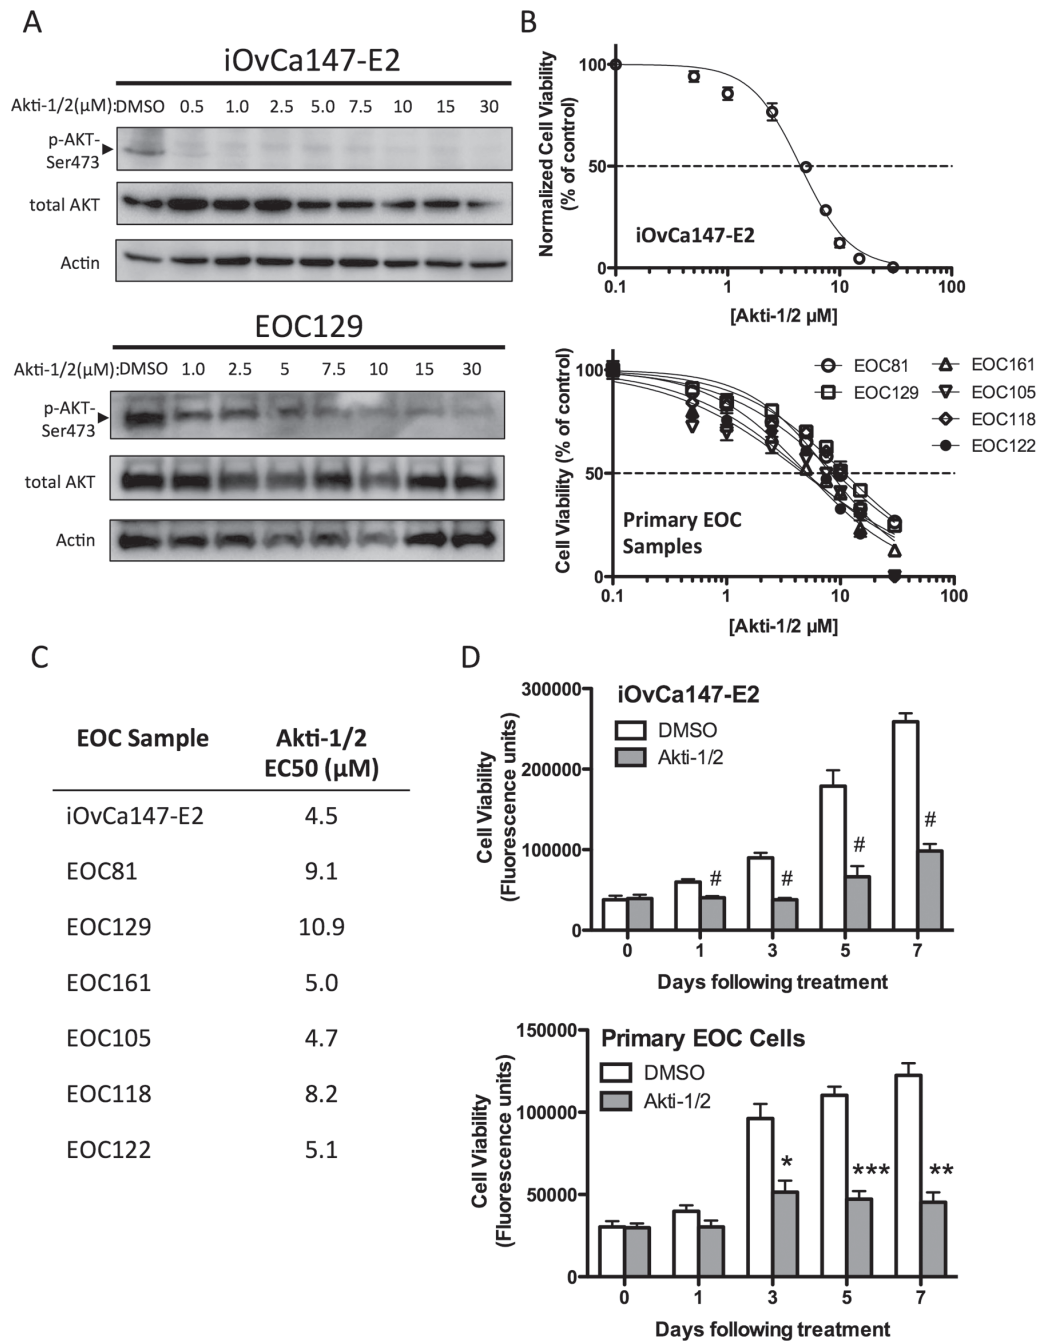 A
iOvCa147-E2
Akti-1/2(μM):DMSO 0.5 1.0 2.5 5.0 7.5 10 15 30
p-AKT-
Ser473
total AKT
Actin
EOC129
Akti-1/2(μM):DMSO 1.0 2.5 5 7.5 10 15 30
p-AKT-
Ser473
total AKT
Actin
B
Normalized Cell Viability
(% of control)
100
50
0
iOvCa147-E2
0.1 1 10 100
[Akti-1/2 μM]
Cell Viability (% of control)
100
50
0
EOC81
EOC129
EOC161
EOC105
EOC118
EOC122
Primary EOC
Samples
0.1 1 10 100
[Akti-1/2 μM]
C
EOC Sample Akti-1/2
EC50 (μM)
iOvCa147-E2 4.5
EOC81 9.1
EOC129 10.9
EOC161 5.0
EOC105 4.7
EOC118 8.2
EOC122 5.1
D
Cell Viability
(Fluorescence units)
300000
200000
100000
0
iOvCa147-E2
DMSO
Akti-1/2
# # # #
0 1 3 5 7
Days following treatment
Cell Viability
(Fluorescence units)
150000
100000
50000
0
Primary EOC Cells
DMSO
Akti-1/2
* *** **
0 1 3 5 7
Days following treatment